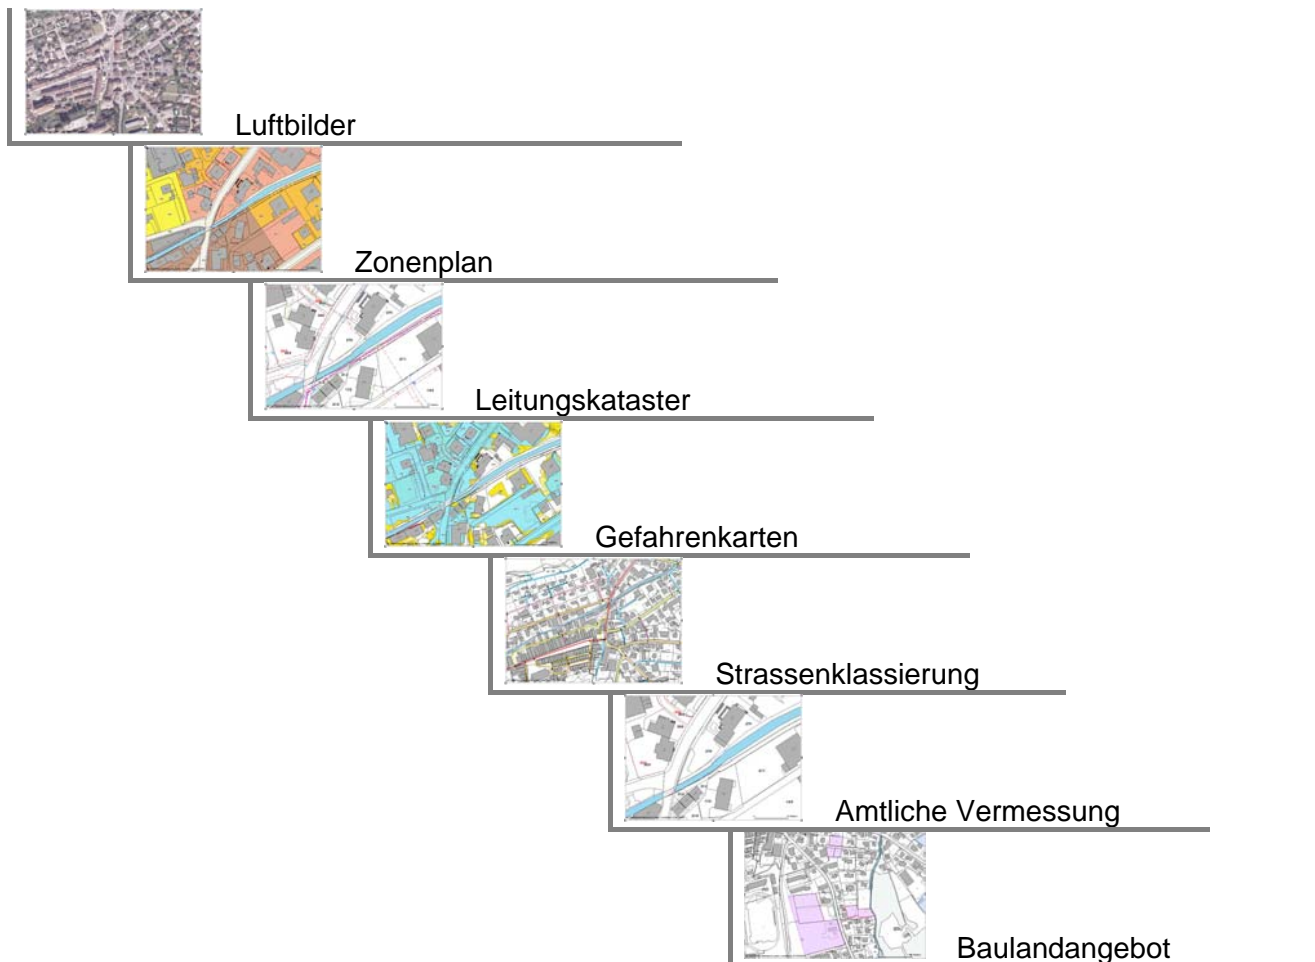 Luftbilder
Zonenplan
Leitungskataster
Gefahrenkarten
Strassenklassierung
Amtliche Vermessung
Baulandangebot